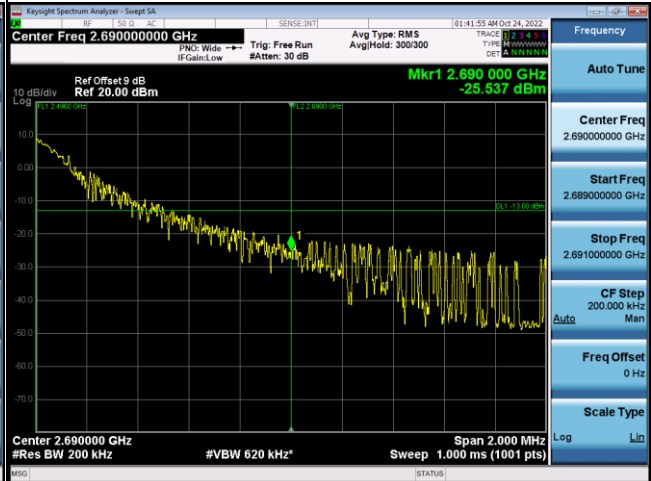 Keysight Spectrum Analyzer - Swept SA
RF 50 Ω AC SENSE:INT 01:41:55 AM Oct 24, 2022
Center Freq 2.690000000 GHz
PNO: Wide
IFGain:Low
Trig: Free Run
#Atten: 30 dB
Avg Type: RMS
Avg|Hold: 300/300
TRACE 1 2 3 4 5 6
TYPE M W W W W W
DET A N N N N N
Ref Offset 9 dB
10 dB/div Ref 20.00 dBm
Log
Mkr1 2.690 000 GHz
-25.537 dBm
FL1 2.4960 GHz
FL2 2.6900 GHz
10.0
0.00
-10.0
DL1 -13.00 dBm
-20.0
1
-30.0
-40.0
-50.0
-60.0
-70.0
Center 2.690000 GHz Span 2.000 MHz
#Res BW 200 kHz #VBW 620 kHz* Sweep 1.000 ms (1001 pts)
MSG STATUS
Frequency
Auto Tune
Center Freq
2.690000000 GHz
Start Freq
2.689000000 GHz
Stop Freq
2.691000000 GHz
CF Step
200.000 kHz
Auto Man
Freq Offset
0 Hz
Scale Type
Log Lin